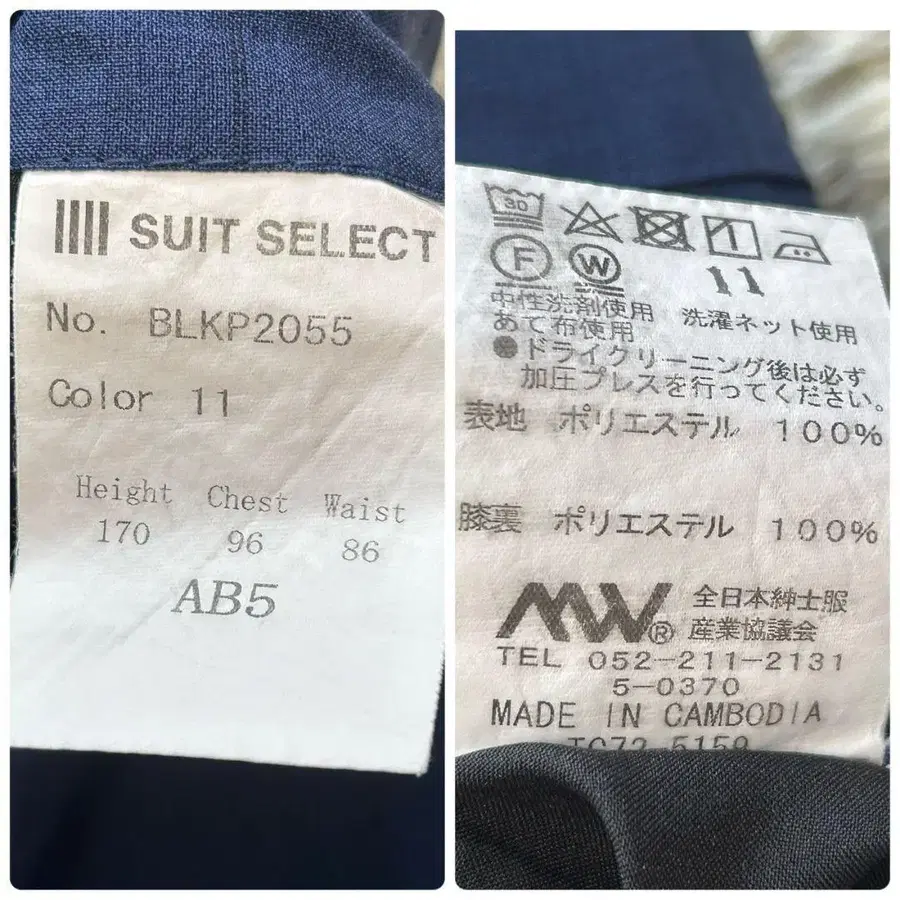 SUIT SELECT
No. BLKP2055
Color 11
Height Chest Waist
170 96 86
AB5
30
F W 11
中性洗剤使用 洗濯ネット使用
あて布使用
●ドライクリーニング後は必ず
加圧プレスを行ってください。
表地 ポリエステル 100%
膝裏 ポリエステル 100%
MW® 全日本紳士服
産業協議会
TEL 052-211-2131
5-0370
MADE IN CAMBODIA